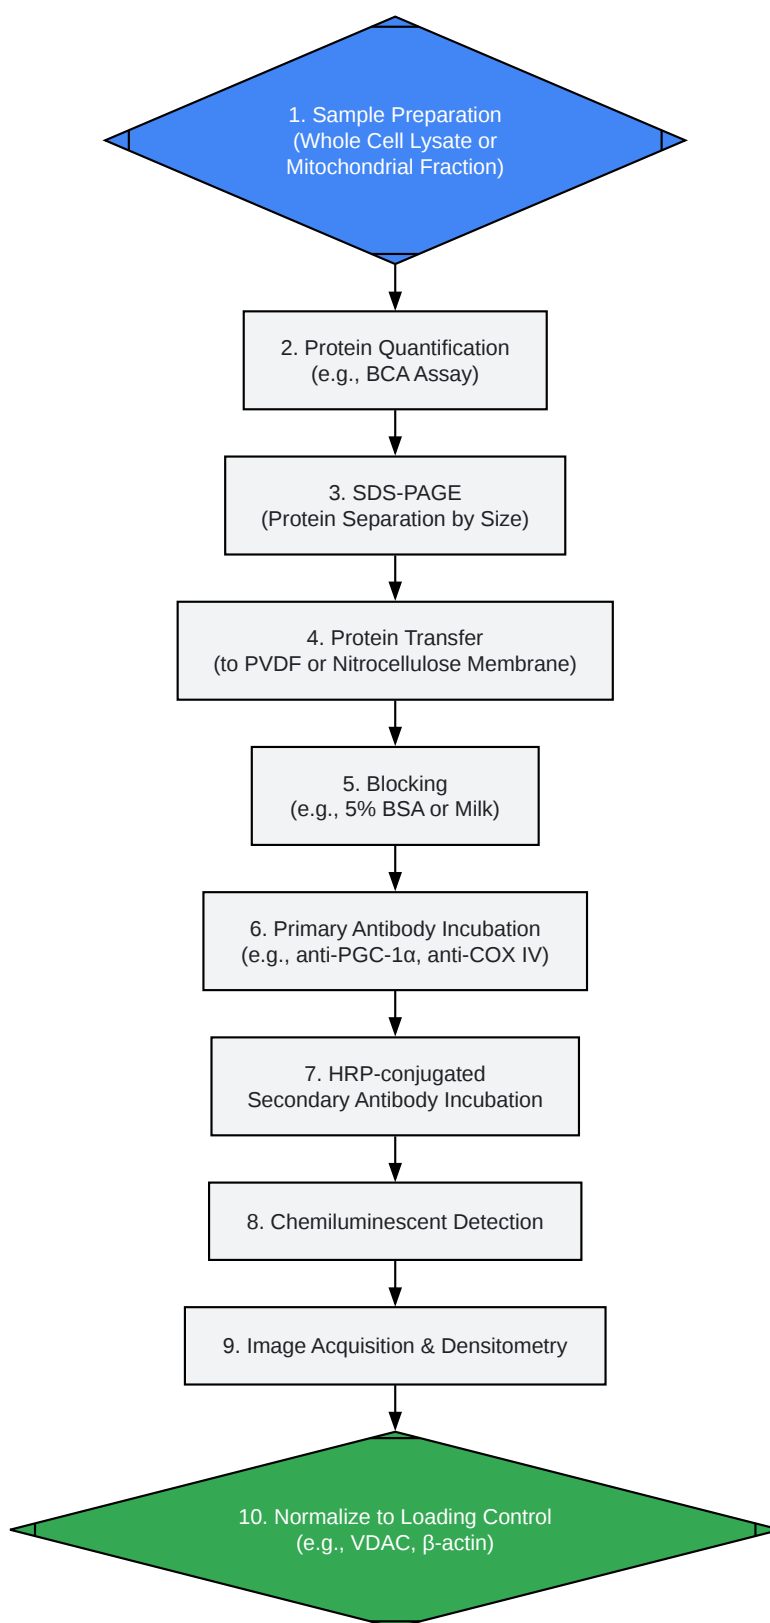 1. Sample Preparation
(Whole Cell Lysate or
Mitochondrial Fraction)
2. Protein Quantification
(e.g., BCA Assay)
3. SDS-PAGE
(Protein Separation by Size)
4. Protein Transfer
(to PVDF or Nitrocellulose Membrane)
5. Blocking
(e.g., 5% BSA or Milk)
6. Primary Antibody Incubation
(e.g., anti-PGC-1α, anti-COX IV)
7. HRP-conjugated
Secondary Antibody Incubation
8. Chemiluminescent Detection
9. Image Acquisition & Densitometry
10. Normalize to Loading Control
(e.g., VDAC, β-actin)